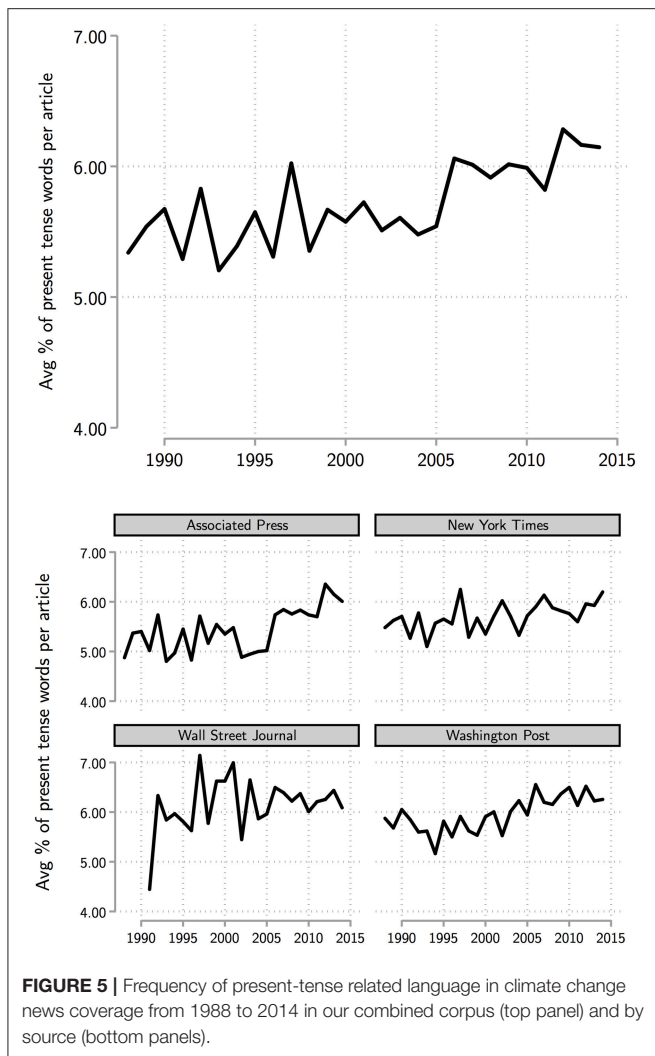 7.00
6.00
5.00
4.00
Avg % of present tense words per article
1990 1995 2000 2005 2010 2015
Associated Press New York Times
7.00
6.00
5.00
4.00
Wall Street Journal Washington Post
7.00
6.00
5.00
4.00
Avg % of present tense words per article
1990 1995 2000 2005 2010 2015 1990 1995 2000 2005 2010 2015
FIGURE 5 | Frequency of present-tense related language in climate change
news coverage from 1988 to 2014 in our combined corpus (top panel) and by
source (bottom panels).